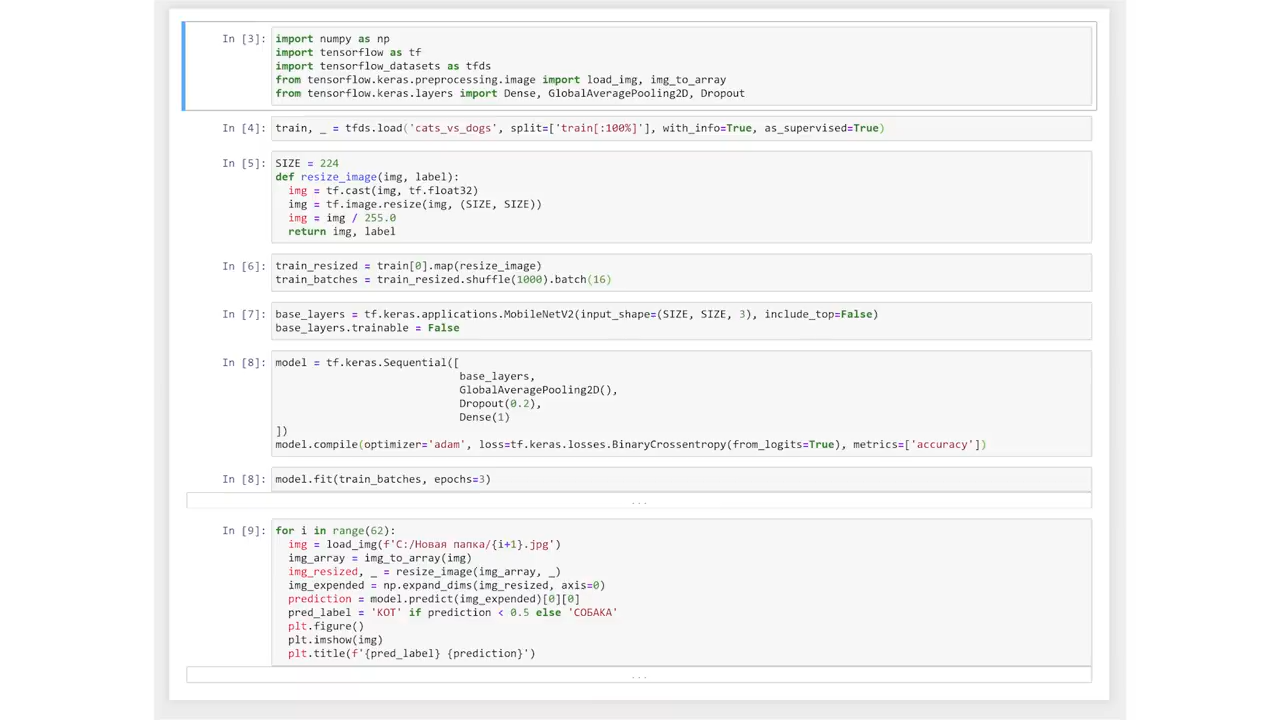 In [3]: import numpy as np
import tensorflow as tf
import tensorflow_datasets as tfds
from tensorflow.keras.preprocessing.image import load_img, img_to_array
from tensorflow.keras.layers import Dense, GlobalAveragePooling2D, Dropout
In [4]: train, _ = tfds.load('cats_vs_dogs', split=['train[:100%]'], with_info=True, as_supervised=True)
In [5]: SIZE = 224
def resize_image(img, label):
  img = tf.cast(img, tf.float32)
  img = tf.image.resize(img, (SIZE, SIZE))
  img = img / 255.0
  return img, label
In [6]: train_resized = train[0].map(resize_image)
train_batches = train_resized.shuffle(1000).batch(16)
In [7]: base_layers = tf.keras.applications.MobileNetV2(input_shape=(SIZE, SIZE, 3), include_top=False)
base_layers.trainable = False
In [8]: model = tf.keras.Sequential([
                             base_layers,
                             GlobalAveragePooling2D(),
                             Dropout(0.2),
                             Dense(1)
])
model.compile(optimizer='adam', loss=tf.keras.losses.BinaryCrossentropy(from_logits=True), metrics=['accuracy'])
In [8]: model.fit(train_batches, epochs=3)
...
In [9]: for i in range(62):
  img = load_img(f'C:/Новая папка/{i+1}.jpg')
  img_array = img_to_array(img)
  img_resized, _ = resize_image(img_array, _)
  img_expended = np.expand_dims(img_resized, axis=0)
  prediction = model.predict(img_expended)[0][0]
  pred_label = 'КОТ' if prediction < 0.5 else 'СОБАКА'
  plt.figure()
  plt.imshow(img)
  plt.title(f'{pred_label} {prediction}')
...